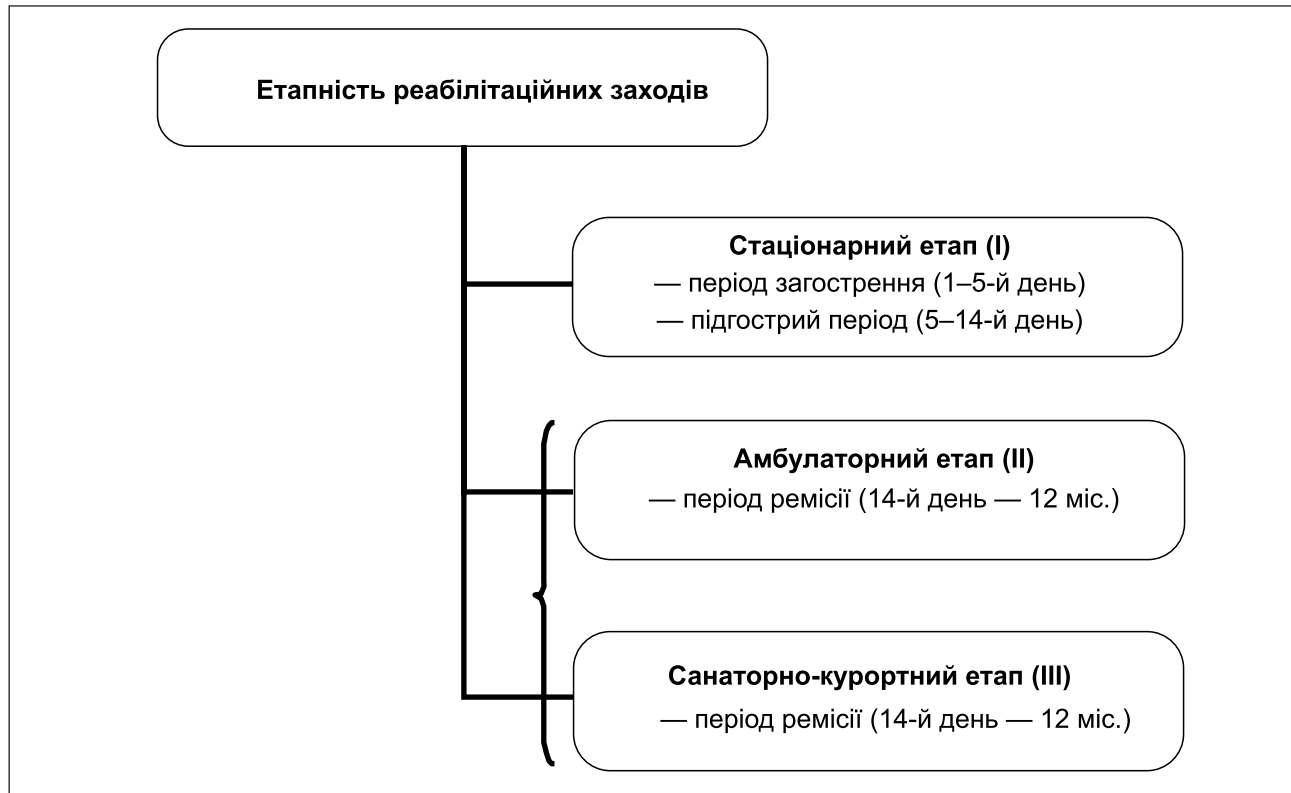 Етапність реабілітаційних заходів
Стаціонарний етап (I)
— період загострення (1–5-й день)
— підгострий період (5–14-й день)
Амбулаторний етап (II)
— період ремісії (14-й день — 12 міс.)
Санаторно-курортний етап (III)
— період ремісії (14-й день — 12 міс.)